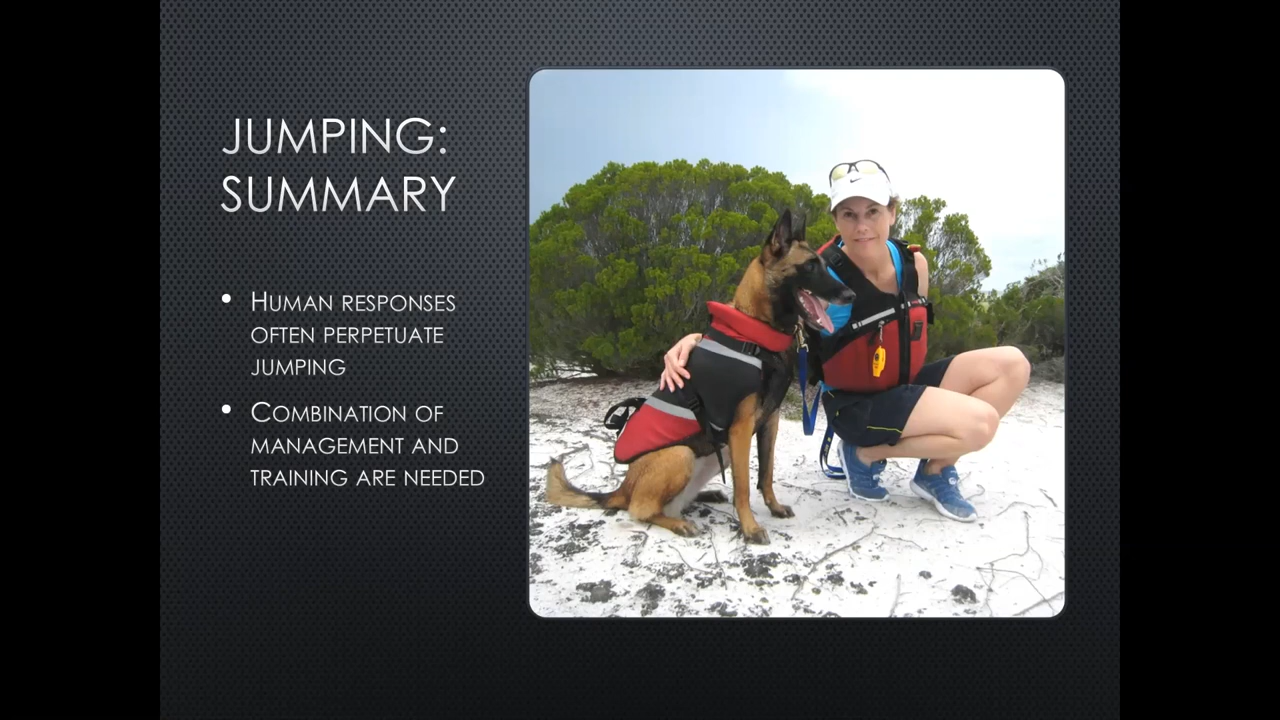 JUMPING:
SUMMARY
• HUMAN RESPONSES
OFTEN PERPETUATE
JUMPING
• COMBINATION OF
MANAGEMENT AND
TRAINING ARE NEEDED